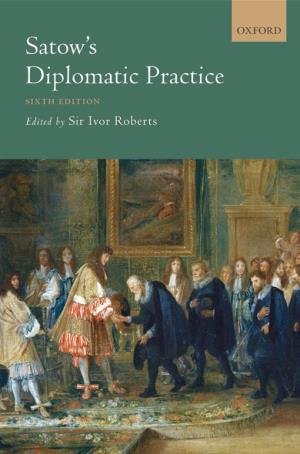 OXFORD
Satow's
Diplomatic Practice
SIXTH EDITION
Edited by Sir Ivor Roberts